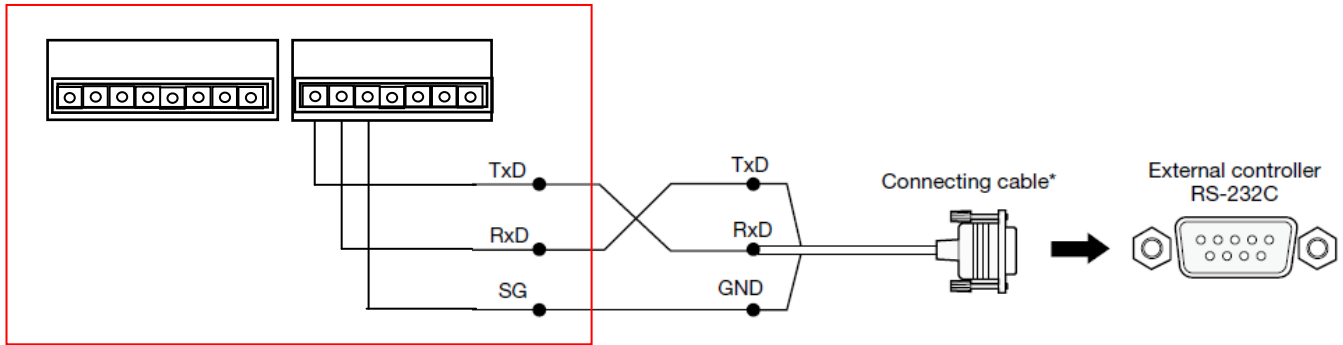 TxD
TxD
Connecting cable*
External controller
RS-232C
RxD
RxD
SG
GND